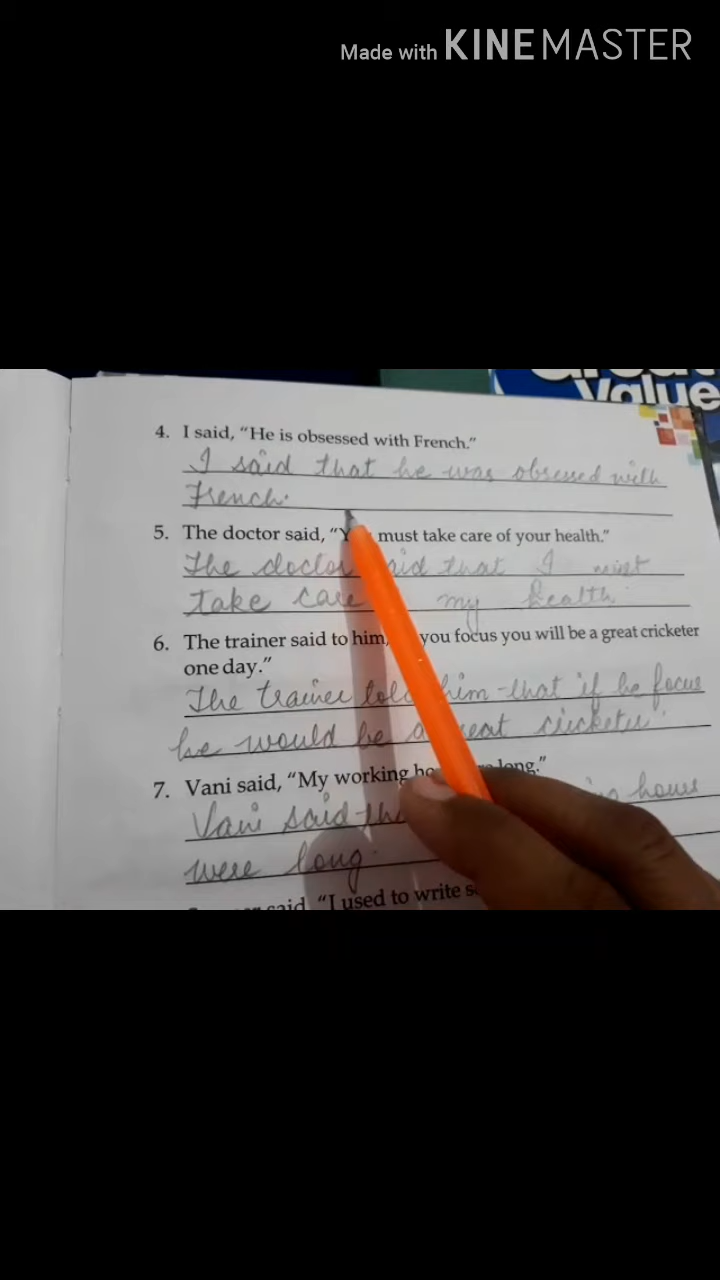 Made with KINEMASTER
Great
Value
4. I said, "He is obsessed with French."
I said that he was obsessed with
French.
5. The doctor said, " must take care of your health."
The doctor said that I must
take care my health.
6. The trainer said to him, you focus you will be a great cricketer
one day."
The trainer told him that if he focus
he would be a great cricketer.
7. Vani said, "My working long."
Vani said hours
were long.
said, "I used to write